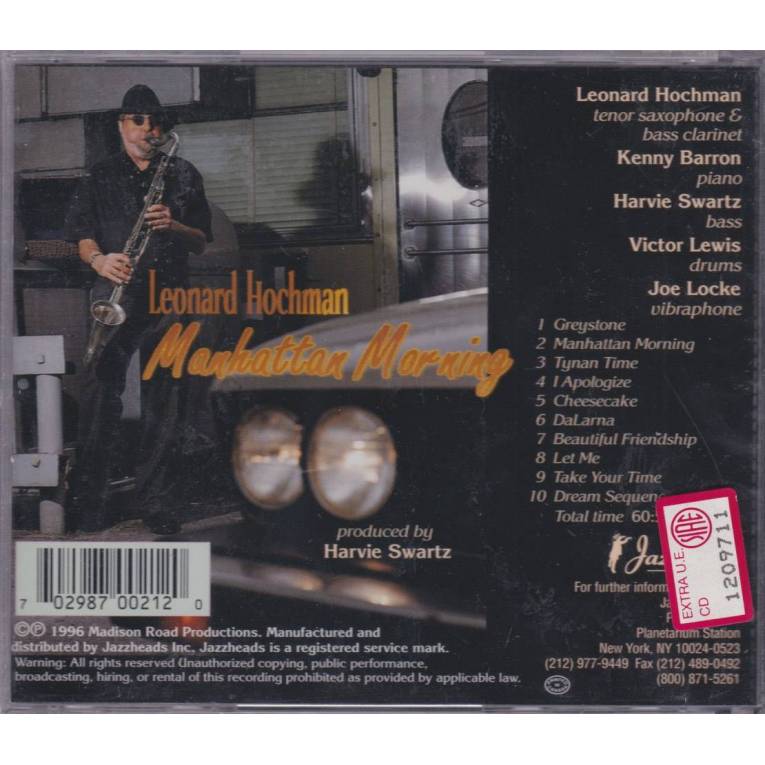 Leonard Hochman
tenor saxophone &
bass clarinet
Kenny Barron
piano
Harvie Swartz
bass
Victor Lewis
drums
Joe Locke
vibraphone
1 Greystone
2 Manhattan Morning
3 Tynan Time
4 I Apologize
5 Cheesecake
6 DaLarna
7 Beautiful Friendship
8 Let Me
9 Take Your Time
10 Dream
Total time
Leonard Hochman
Manhattan Morning
produced by
Harvie Swartz
For further
Planetarium Station
New York, NY 10024-0523
(212) 977-9449 Fax (212) 489-0492
(800) 871-5261
SIAE
EXTRA U.E.
CD
1209711
7 02987 00212 0
©℗ 1996 Madison Road Productions. Manufactured and
distributed by Jazzheads Inc. Jazzheads is a registered service mark.
Warning: All rights reserved Unauthorized copying, public performance,
broadcasting, hiring, or rental of this recording prohibited as provided by applicable law.